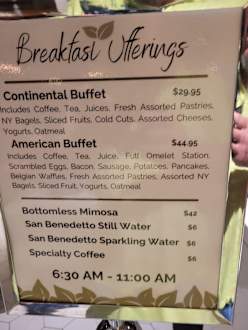 Breakfast Offerings
Continental Buffet $29.95
Includes Coffee, Tea, Juices, Fresh Assorted Pastries,
NY Bagels, Sliced Fruits, Cold Cuts, Assorted Cheeses,
Yogurts, Oatmeal
American Buffet $44.95
Includes Coffee, Tea, Juice, Full Omelet Station,
Scrambled Eggs, Bacon, Sausage, Potatoes, Pancakes,
Belgian Waffles, Fresh Assorted Pastries, Assorted NY
Bagels, Sliced Fruit, Yogurts, Oatmeal
Bottomless Mimosa $42
San Benedetto Still Water $6
San Benedetto Sparkling Water $6
Specialty Coffee $6
6:30 AM - 11:00 AM